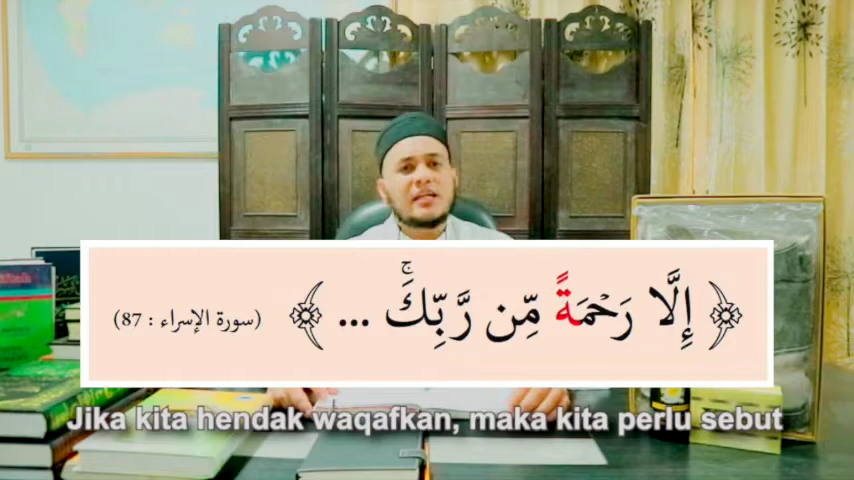 ﴿ إِلَّا رَحْمَةً مِّن رَّبِّكَ ۚ ... ﴾ (سورة الإسراء : 87)
Jika kita hendak waqafkan, maka kita perlu sebut